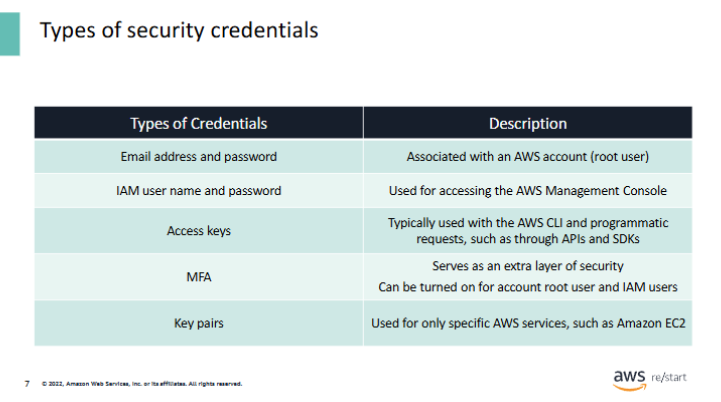 Types of security credentials
Types of Credentials
Description
Email address and password
Associated with an AWS account (root user)
IAM user name and password
Used for accessing the AWS Management Console
Access keys
Typically used with the AWS CLI and programmatic
requests, such as through APIs and SDKs
MFA
Serves as an extra layer of security
Can be turned on for account root user and IAM users
Key pairs
Used for only specific AWS services, such as Amazon EC2
7
© 2022, Amazon Web Services, Inc. or its affiliates. All rights reserved.
aws re/start